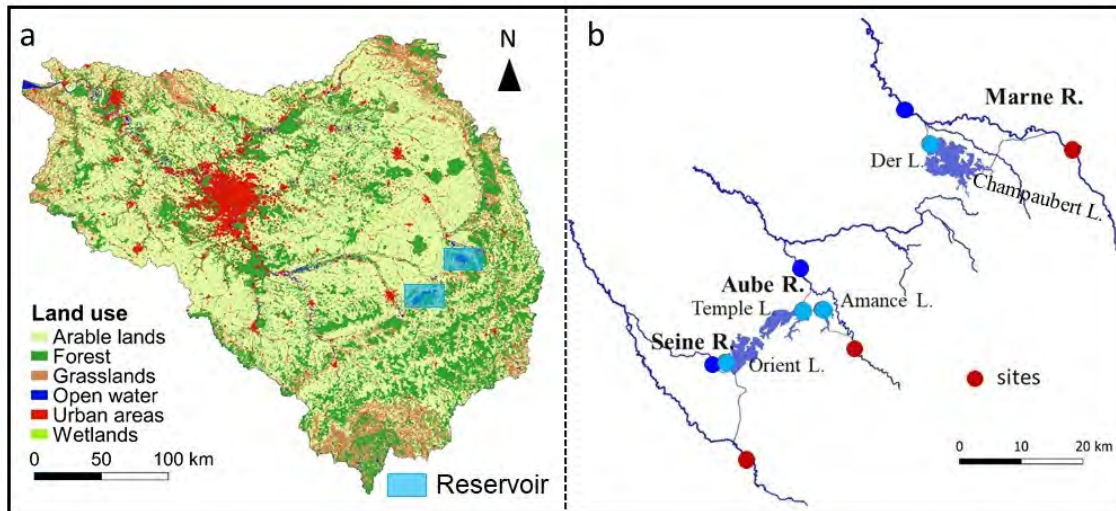 a
N
Land use
Arable lands
Forest
Grasslands
Open water
Urban areas
Wetlands
0 50 100 km
Reservoir
b
Marne R.
Der L.
Champaubert L.
Aube R.
Temple L.
Amance L.
Seine R.
Orient L.
sites
0 10 20 km